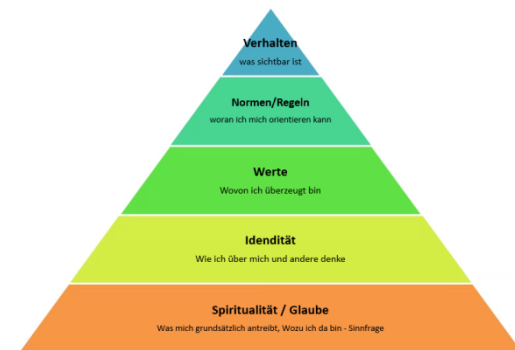 Verhalten
was sichtbar ist
Normen/Regeln
woran ich mich orientieren kann
Werte
Wovon ich überzeugt bin
Idendität
Wie ich über mich und andere denke
Spiritualität / Glaube
Was mich grundsätzlich antreibt, Wozu ich da bin - Sinnfrage